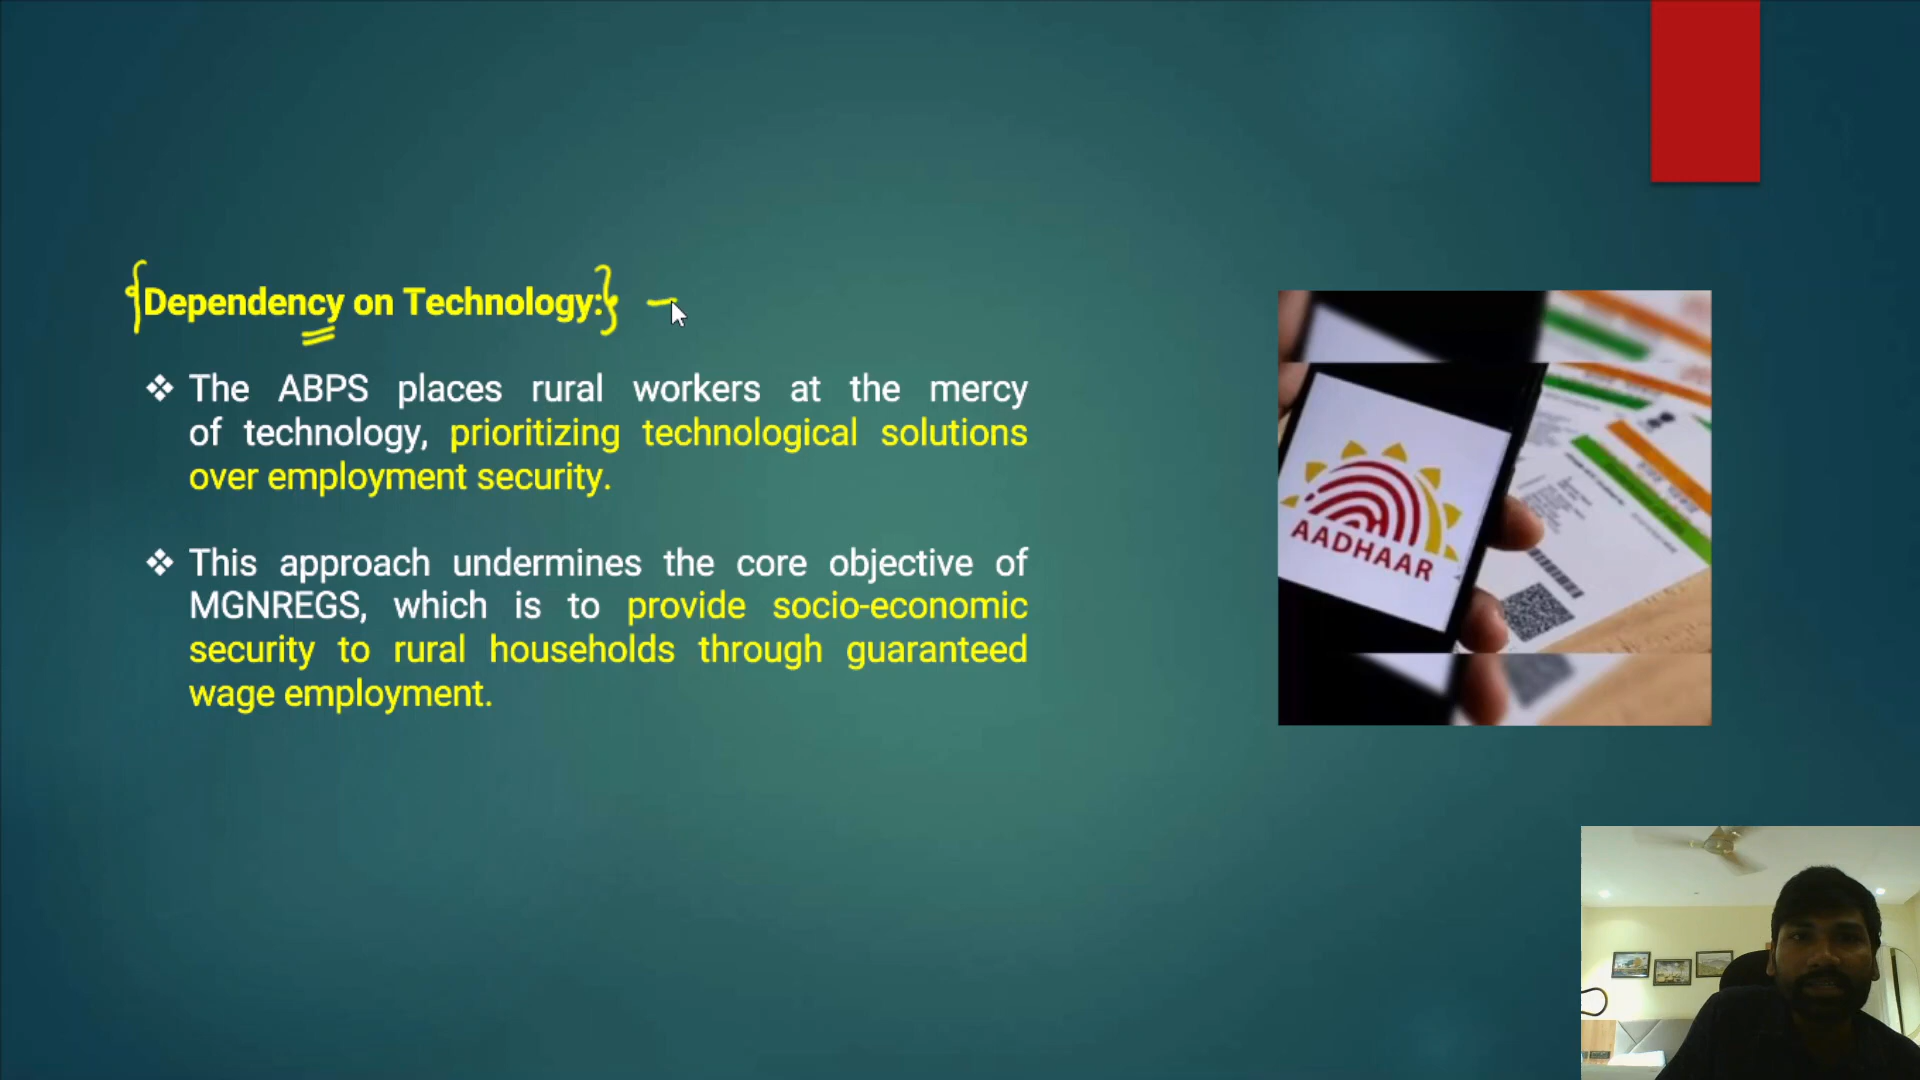 Dependency on Technology:
❖ The ABPS places rural workers at the mercy
of technology, prioritizing technological solutions
over employment security.
❖ This approach undermines the core objective of
MGNREGS, which is to provide socio-economic
security to rural households through guaranteed
wage employment.
AADHAAR